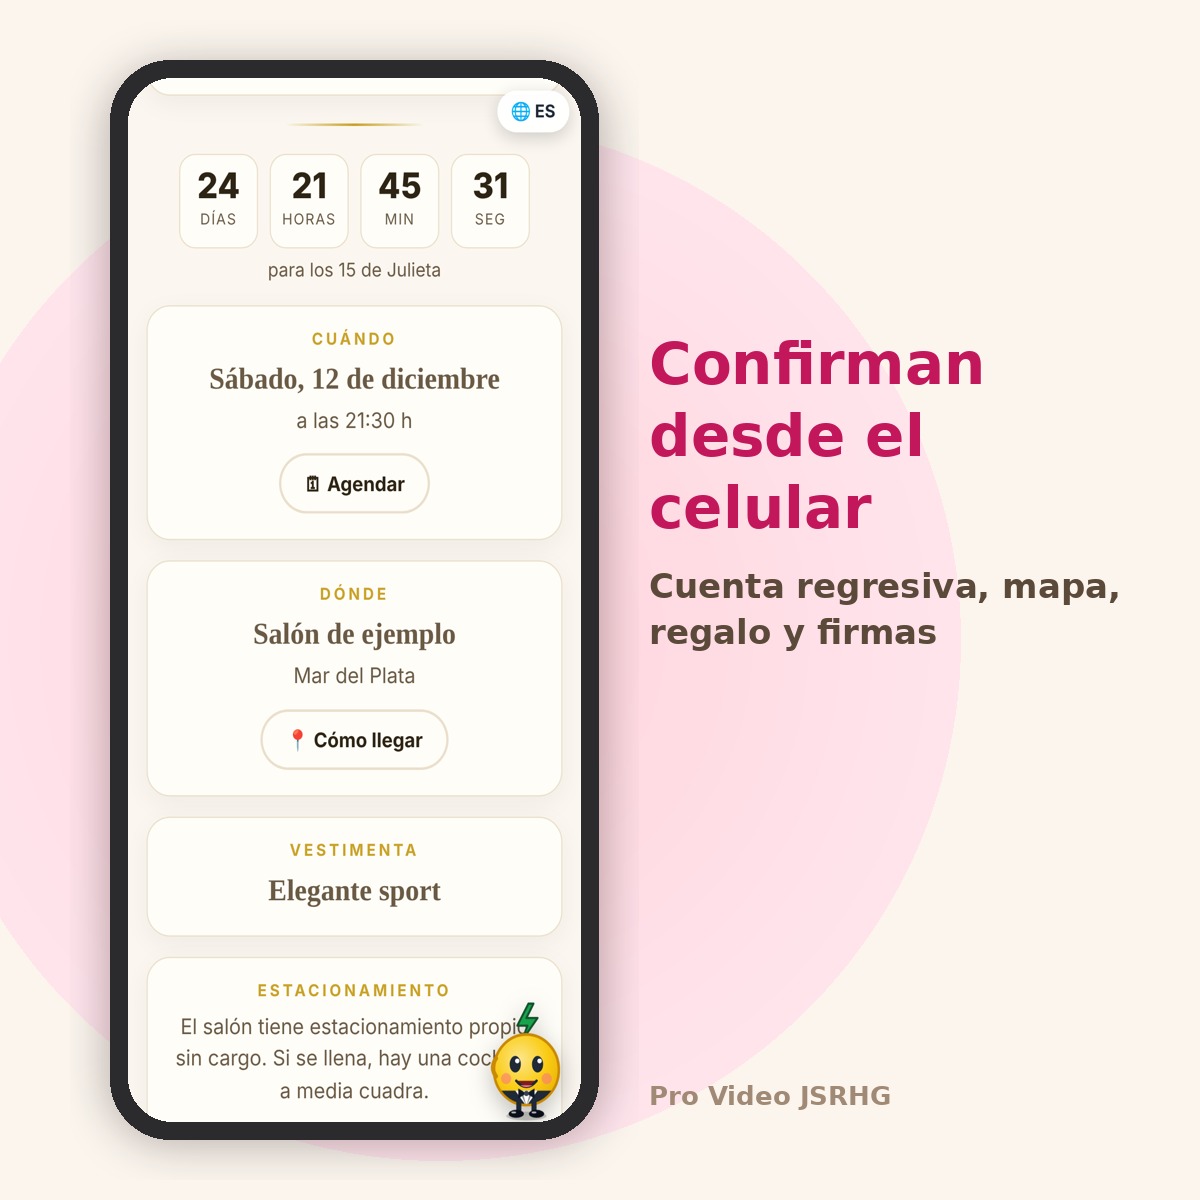 ES
24 21 45 31
DÍAS HORAS MIN SEG
para los 15 de Julieta
CUÁNDO
Sábado, 12 de diciembre
a las 21:30 h
Agendar
DÓNDE
Salón de ejemplo
Mar del Plata
Cómo llegar
VESTIMENTA
Elegante sport
ESTACIONAMIENTO
El salón tiene estacionamiento
sin cargo. Si se llena, hay una
a media cuadra.
Confirman
desde el
celular
Cuenta regresiva, mapa,
regalo y firmas
Pro Video JSRHG